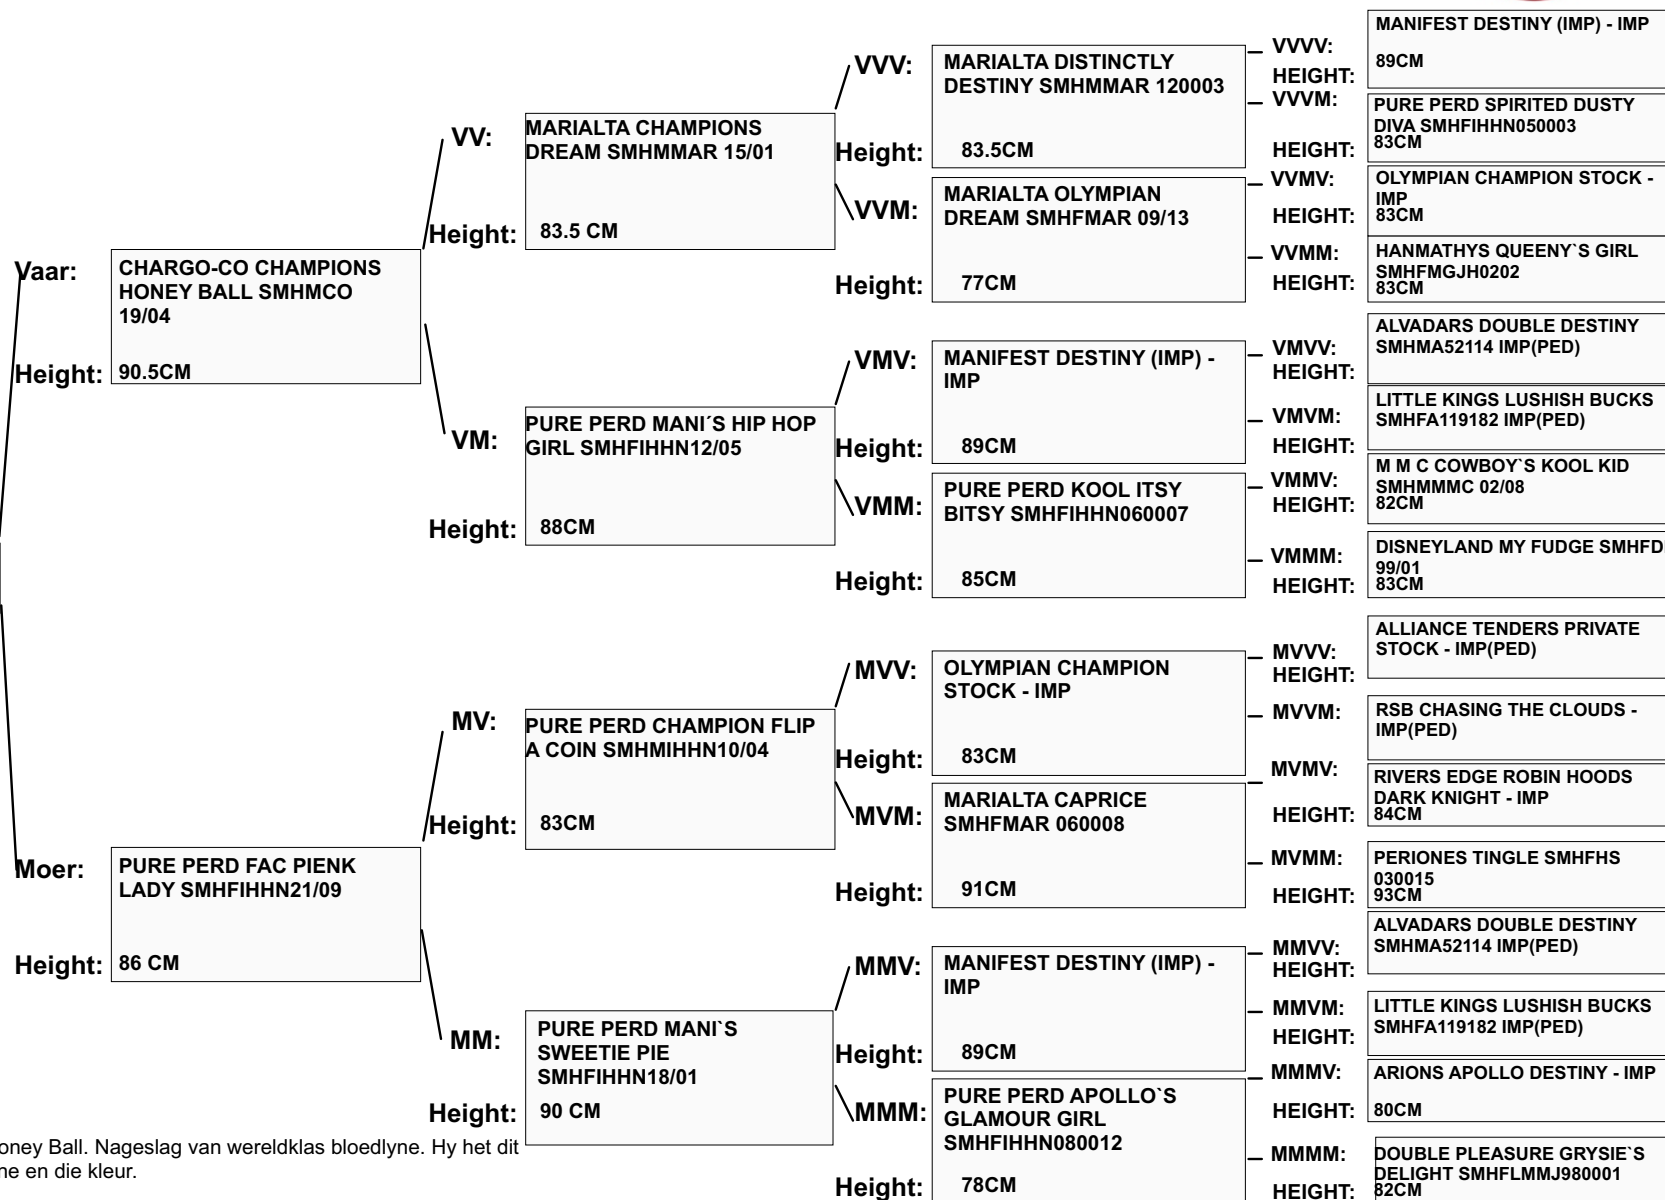 Vaar:
CHARGO-CO CHAMPIONS
HONEY BALL SMHMCO
19/04
Height:
90.5CM
Moer:
PURE PERD FAC PIENK
LADY SMHFIHHN21/09
Height:
86 CM
VV:
MARIALTA CHAMPIONS
DREAM SMHMMAR 15/01
Height:
83.5 CM
VM:
PURE PERD MANI´S HIP HOP
GIRL SMHFIHHN12/05
Height:
88CM
MV:
PURE PERD CHAMPION FLIP
A COIN SMHMIHHN10/04
Height:
83CM
MM:
PURE PERD MANI`S
SWEETIE PIE
SMHFIHHN18/01
Height:
90 CM
VVV:
MARIALTA DISTINCTLY
DESTINY SMHMMAR 120003
Height:
83.5CM
VVM:
MARIALTA OLYMPIAN
DREAM SMHFMAR 09/13
Height:
77CM
VMV:
MANIFEST DESTINY (IMP) -
IMP
Height:
89CM
VMM:
PURE PERD KOOL ITSY
BITSY SMHFIHHN060007
Height:
85CM
MVV:
OLYMPIAN CHAMPION
STOCK - IMP
Height:
83CM
MVM:
MARIALTA CAPRICE
SMHFMAR 060008
Height:
91CM
MMV:
MANIFEST DESTINY (IMP) -
IMP
Height:
89CM
MMM:
PURE PERD APOLLO`S
GLAMOUR GIRL
SMHFIHHN080012
Height:
78CM
VVVV:
MANIFEST DESTINY (IMP) - IMP
HEIGHT:
89CM
VVVM:
PURE PERD SPIRITED DUSTY
DIVA SMHFIHHN050003
HEIGHT:
83CM
VVMV:
OLYMPIAN CHAMPION STOCK -
IMP
HEIGHT:
83CM
VVMM:
HANMATHYS QUEENY`S GIRL
SMHFMGJH0202
HEIGHT:
83CM
VMVV:
ALVADARS DOUBLE DESTINY
SMHMA52114 IMP(PED)
HEIGHT:
VMVM:
LITTLE KINGS LUSHISH BUCKS
SMHFA119182 IMP(PED)
HEIGHT:
VMMV:
M M C COWBOY`S KOOL KID
SMHMMMC 02/08
HEIGHT:
82CM
VMMM:
DISNEYLAND MY FUDGE
99/01
HEIGHT:
83CM
MVVV:
ALLIANCE TENDERS PRIVATE
STOCK - IMP(PED)
HEIGHT:
MVVM:
RSB CHASING THE CLOUDS -
IMP(PED)
MVMV:
RIVERS EDGE ROBIN HOODS
DARK KNIGHT - IMP
HEIGHT:
84CM
MVMM:
PERIONES TINGLE SMHFHS
030015
HEIGHT:
93CM
MMVV:
ALVADARS DOUBLE DESTINY
SMHMA52114 IMP(PED)
HEIGHT:
MMVM:
LITTLE KINGS LUSHISH BUCKS
SMHFA119182 IMP(PED)
HEIGHT:
MMMV:
ARIONS APOLLO DESTINY - IMP
HEIGHT:
80CM
MMMM:
DOUBLE PLEASURE GRYSIE`S
DELIGHT SMHFLMMJ980001
HEIGHT:
82CM
oney Ball. Nageslag van wereldklas bloedlyne. Hy het dit
ne en die kleur.